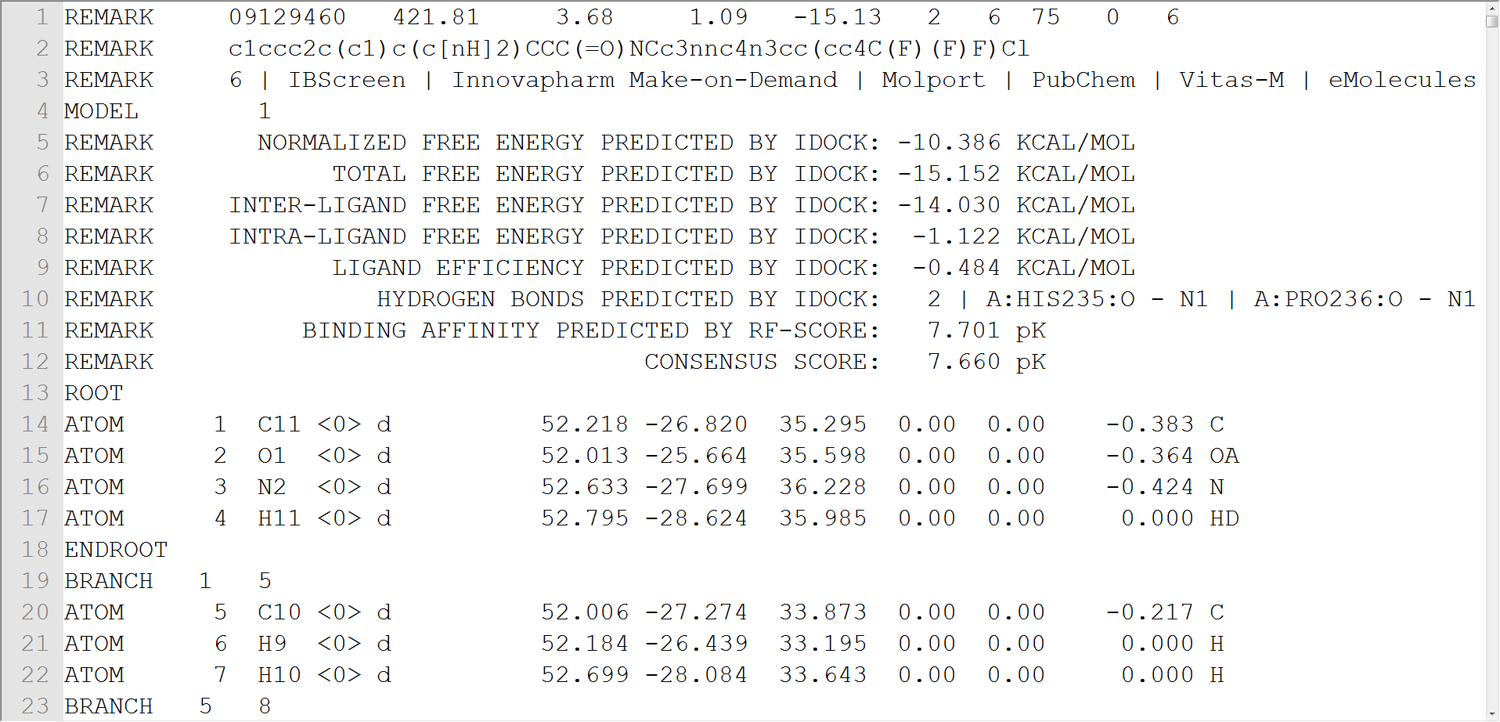 1 REMARK 09129460 421.81 3.68 1.09 -15.13 2 6 75 0 6
2 REMARK c1ccc2c(c1)c(c[nH]2)CCC(=O)NCc3nnc4n3cc(cc4C(F)(F)F)Cl
3 REMARK 6 | IBScreen | Innovapharm Make-on-Demand | Molport | PubChem | Vitas-M | eMolecules
4 MODEL 1
5 REMARK NORMALIZED FREE ENERGY PREDICTED BY IDOCK: -10.386 KCAL/MOL
6 REMARK TOTAL FREE ENERGY PREDICTED BY IDOCK: -15.152 KCAL/MOL
7 REMARK INTER-LIGAND FREE ENERGY PREDICTED BY IDOCK: -14.030 KCAL/MOL
8 REMARK INTRA-LIGAND FREE ENERGY PREDICTED BY IDOCK: -1.122 KCAL/MOL
9 REMARK LIGAND EFFICIENCY PREDICTED BY IDOCK: -0.484 KCAL/MOL
10 REMARK HYDROGEN BONDS PREDICTED BY IDOCK: 2 | A:HIS235:O - N1 | A:PRO236:O - N1
11 REMARK BINDING AFFINITY PREDICTED BY RF-SCORE: 7.701 pK
12 REMARK CONSENSUS SCORE: 7.660 pK
13 ROOT
14 ATOM 1 C11 <0> d 52.218 -26.820 35.295 0.00 0.00 -0.383 C
15 ATOM 2 O1 <0> d 52.013 -25.664 35.598 0.00 0.00 -0.364 OA
16 ATOM 3 N2 <0> d 52.633 -27.699 36.228 0.00 0.00 -0.424 N
17 ATOM 4 H11 <0> d 52.795 -28.624 35.985 0.00 0.00 0.000 HD
18 ENDROOT
19 BRANCH 1 5
20 ATOM 5 C10 <0> d 52.006 -27.274 33.873 0.00 0.00 -0.217 C
21 ATOM 6 H9 <0> d 52.184 -26.439 33.195 0.00 0.00 0.000 H
22 ATOM 7 H10 <0> d 52.699 -28.084 33.643 0.00 0.00 0.000 H
23 BRANCH 5 8